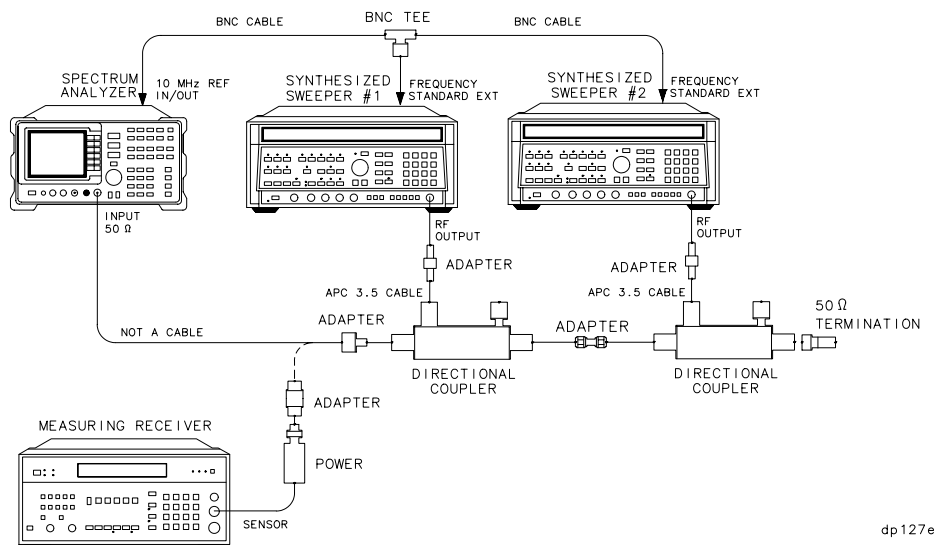 BNC CABLE
BNC TEE
BNC CABLE
SPECTRUM
ANALYZER
10 MHz REF
IN/OUT
SYNTHESIZED
SWEEPER #1
FREQUENCY
STANDARD EXT
SYNTHESIZED
SWEEPER #2
FREQUENCY
STANDARD EXT
INPUT
50 Ω
RF
OUTPUT
RF
OUTPUT
ADAPTER
ADAPTER
APC 3.5 CABLE
APC 3.5 CABLE
50 Ω
TERMINATION
NOT A CABLE
ADAPTER
ADAPTER
DIRECTIONAL
COUPLER
DIRECTIONAL
COUPLER
ADAPTER
MEASURING RECEIVER
POWER
SENSOR
dp127e